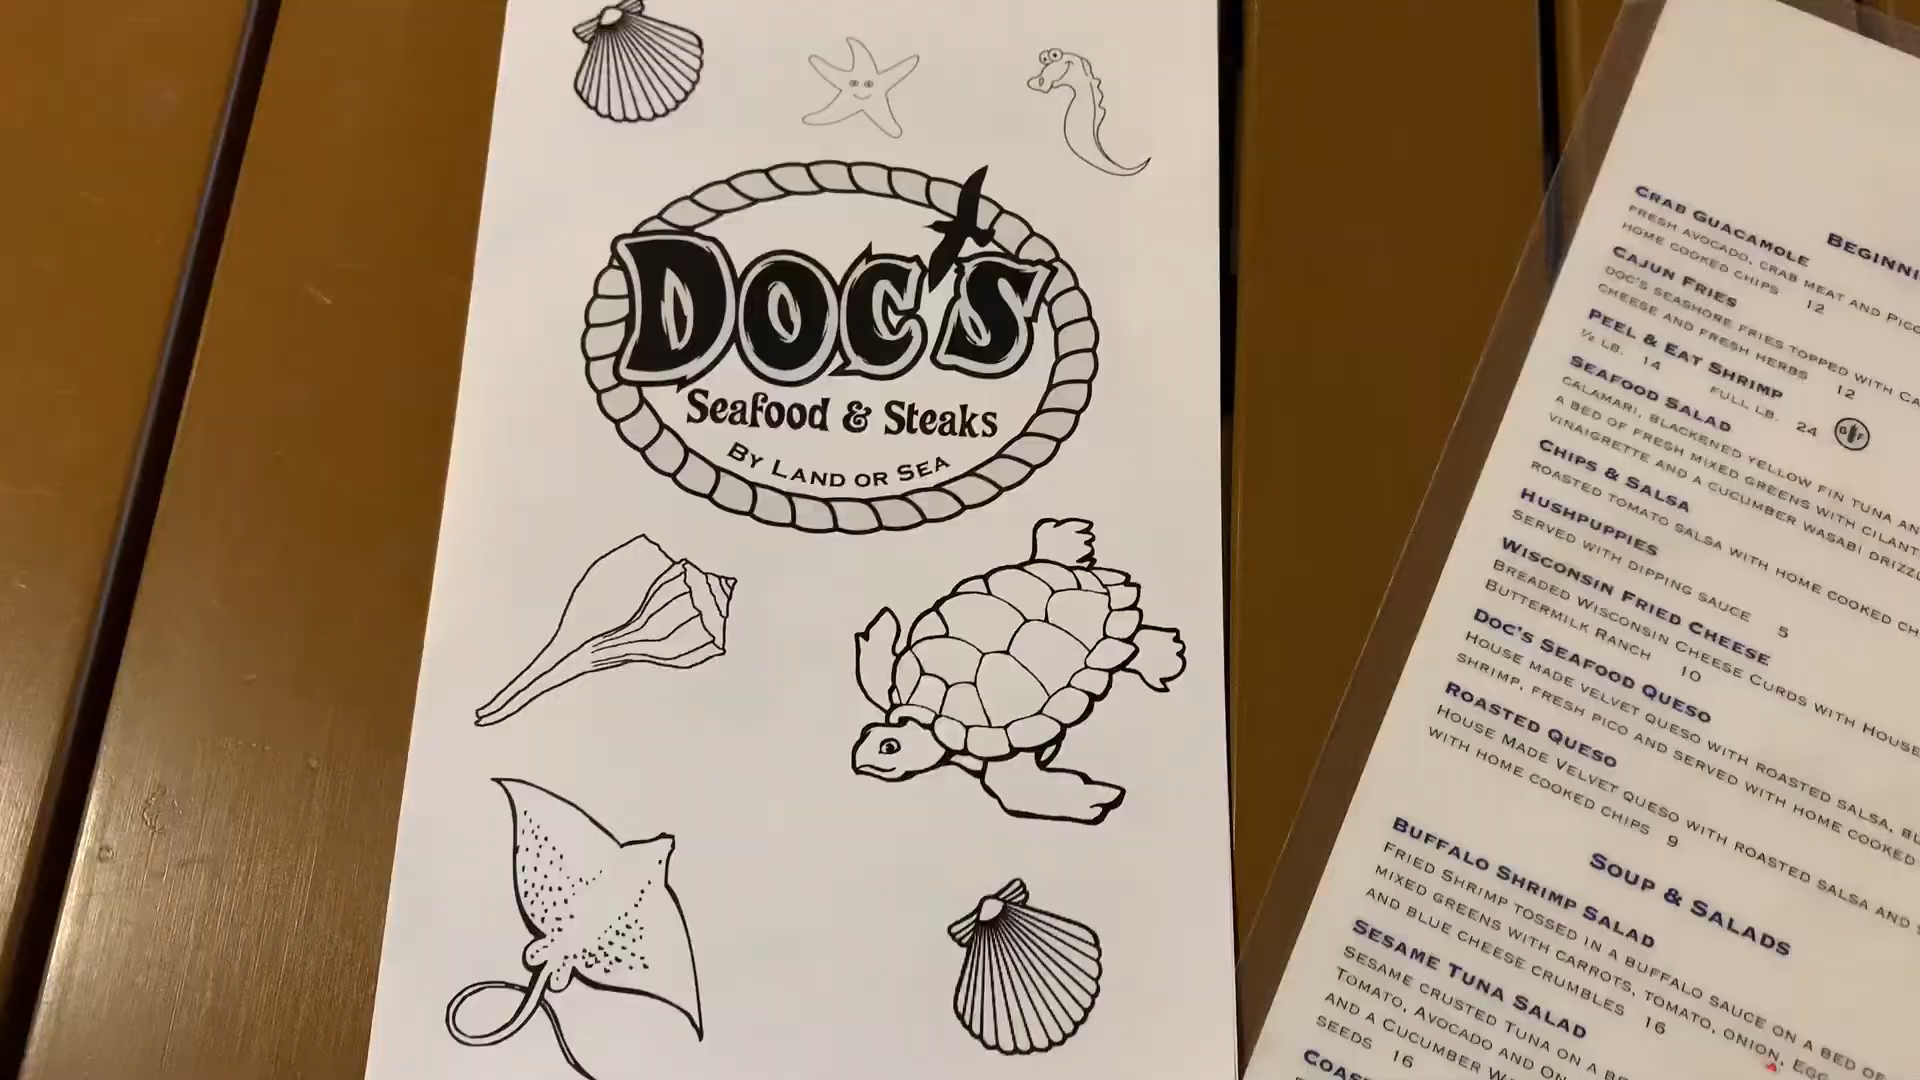 Doc's
Seafood & Steaks
By Land or Sea
Beginni
Crab Guacamole
Fresh avocado, crab meat and pico
home cooked chips 12
Cajun Fries
Doc's seashore fries topped with ca
cheese and fresh herbs 12
Peel & Eat Shrimp
½ lb. 14 Full lb. 24 GF
Seafood Salad
Calamari, blackened yellow fin tuna an
a bed of fresh mixed greens with cilant
vinaigrette and a cucumber wasabi drizzl
Chips & Salsa
Roasted tomato salsa with home cooked ch
Hushpuppies
Served with dipping sauce 5
Wisconsin Fried Cheese
Breaded Wisconsin Cheese Curds with House
Buttermilk Ranch 10
Doc's Seafood Queso
House made velvet queso with roasted salsa, bl
shrimp, fresh pico and served with home cooked
Roasted Queso
House Made Velvet Queso with roasted salsa and
with home cooked chips 9
Soup & Salads
Buffalo Shrimp Salad
Fried Shrimp tossed in a buffalo sauce on a bed of
mixed greens with carrots, tomato, onion, egg
and blue cheese crumbles 16
Sesame Tuna Salad
Sesame crusted tuna on a be
tomato, avocado and on
and a cucumber w
seeds 16
Coas